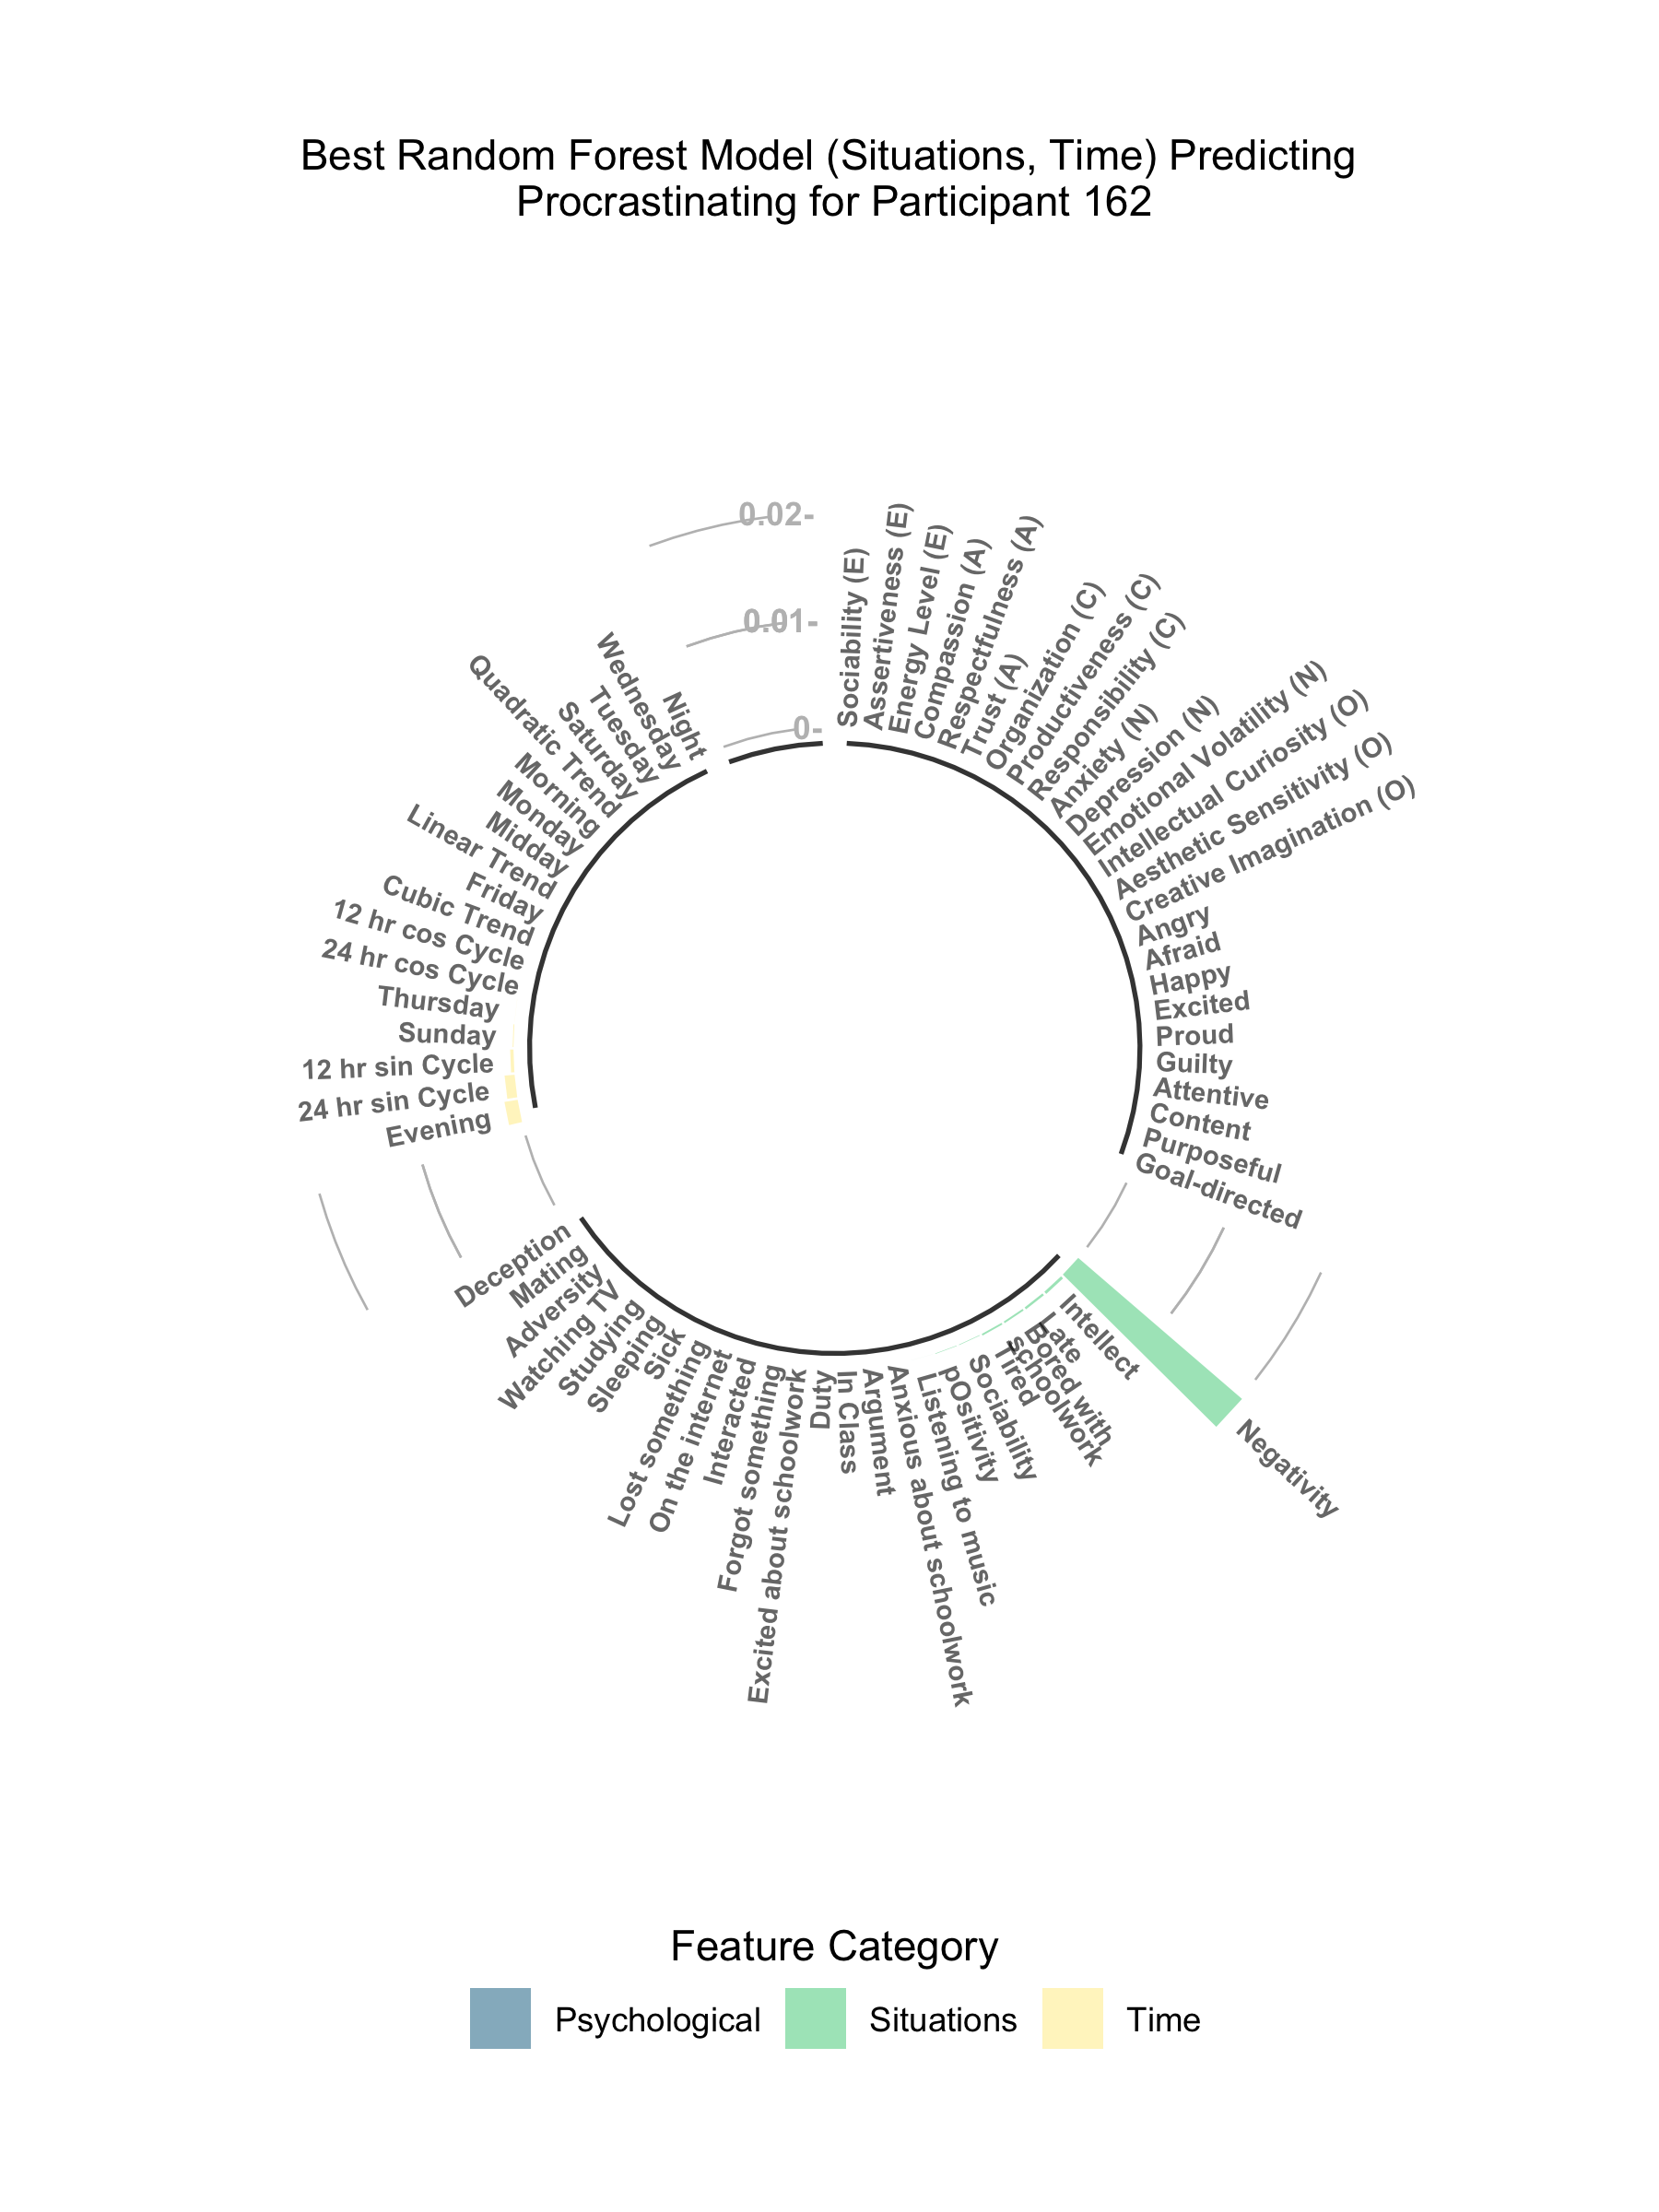 Best Random Forest Model (Situations, Time) Predicting
Procrastinating for Participant 162
0.02-
0.01-
0-
Sociability (E)
Assertiveness (E)
Energy Level (E)
Compassion (A)
Respectfulness (A)
Trust (A)
Organization (C)
Productiveness (C)
Responsibility (C)
Anxiety (N)
Depression (N)
Emotional Volatility (N)
Intellectual Curiosity (O)
Aesthetic Sensitivity (O)
Creative Imagination (O)
Angry
Afraid
Happy
Excited
Proud
Guilty
Attentive
Content
Purposeful
Goal-directed
Negativity
Intellect
Late
Bored with
schoolwork
Tired
Sociability
pOsitivity
Listening to music
Anxious about schoolwork
Argument
In Class
Duty
Excited about schoolwork
Forgot something
Interacted
On the internet
Lost something
Sick
Sleeping
Studying
Watching TV
Adversity
Mating
Deception
Evening
24 hr sin Cycle
12 hr sin Cycle
Sunday
Thursday
24 hr cos Cycle
12 hr cos Cycle
Cubic Trend
Friday
Linear Trend
Midday
Monday
Morning
Quadratic Trend
Saturday
Tuesday
Wednesday
Night
Feature Category
Psychological
Situations
Time